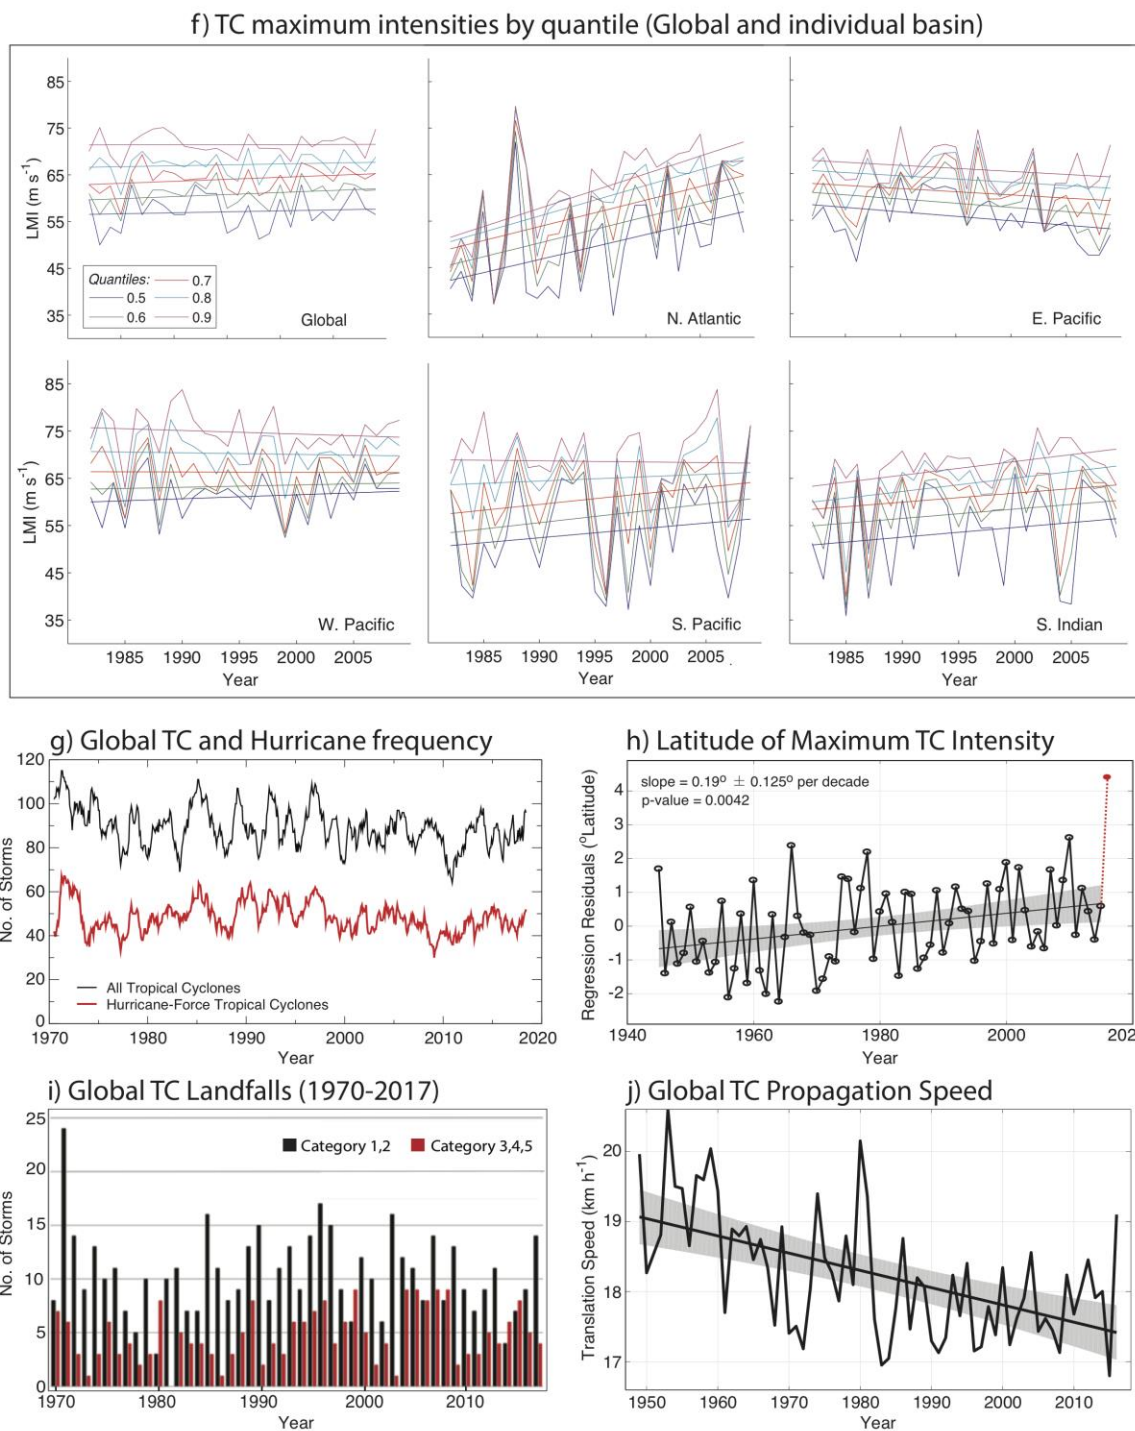 f) TC maximum intensities by quantile (Global and individual basin)
85
75
65
55
45
35
LMI (m s⁻¹)
Quantiles:
0.7
0.5
0.8
0.6
0.9
Global
N. Atlantic
E. Pacific
85
75
65
55
45
35
LMI (m s⁻¹)
W. Pacific
S. Pacific
S. Indian
1985 1990 1995 2000 2005
1985 1990 1995 2000 2005
1985 1990 1995 2000 2005
Year
Year
Year
g) Global TC and Hurricane frequency
120
100
80
60
40
20
0
No. of Storms
All Tropical Cyclones
Hurricane-Force Tropical Cyclones
1970 1980 1990 2000 2010 2020
Year
h) Latitude of Maximum TC Intensity
slope = 0.19º ± 0.125º per decade
p-value = 0.0042
4
3
2
1
0
-1
-2
Regression Residuals (ºLatitude)
1940 1960 1980 2000 202
Year
i) Global TC Landfalls (1970-2017)
25
20
15
10
5
0
No. of Storms
Category 1,2 Category 3,4,5
1970 1980 1990 2000 2010
Year
j) Global TC Propagation Speed
20
19
18
17
Translation Speed (km h⁻¹)
1950 1960 1970 1980 1990 2000 2010
Year